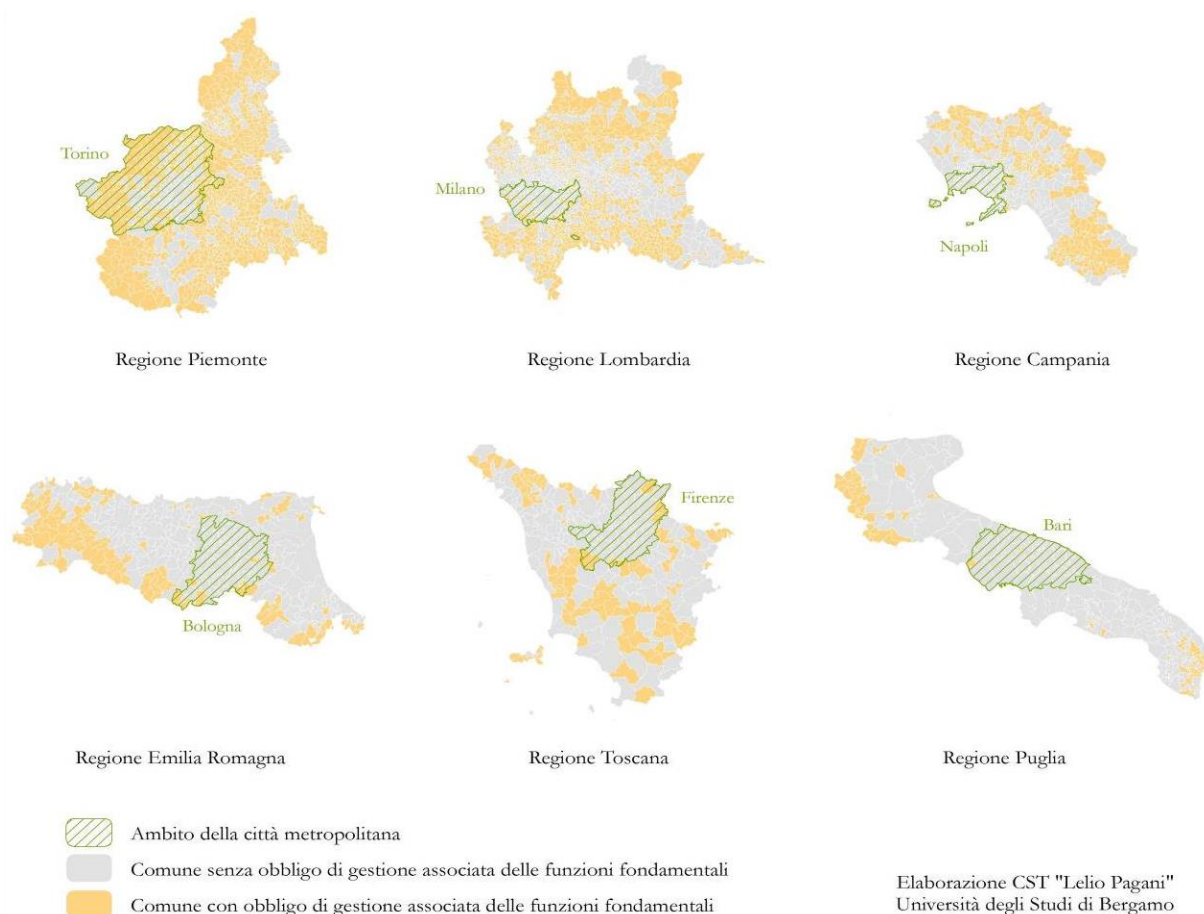 Torino
Milano
Napoli
Regione Piemonte
Regione Lombardia
Regione Campania
Bologna
Firenze
Bari
Regione Emilia Romagna
Regione Toscana
Regione Puglia
Ambito della città metropolitana
Comune senza obbligo di gestione associata delle funzioni fondamentali
Comune con obbligo di gestione associata delle funzioni fondamentali
Elaborazione CST "Lelio Pagani"
Università degli Studi di Bergamo